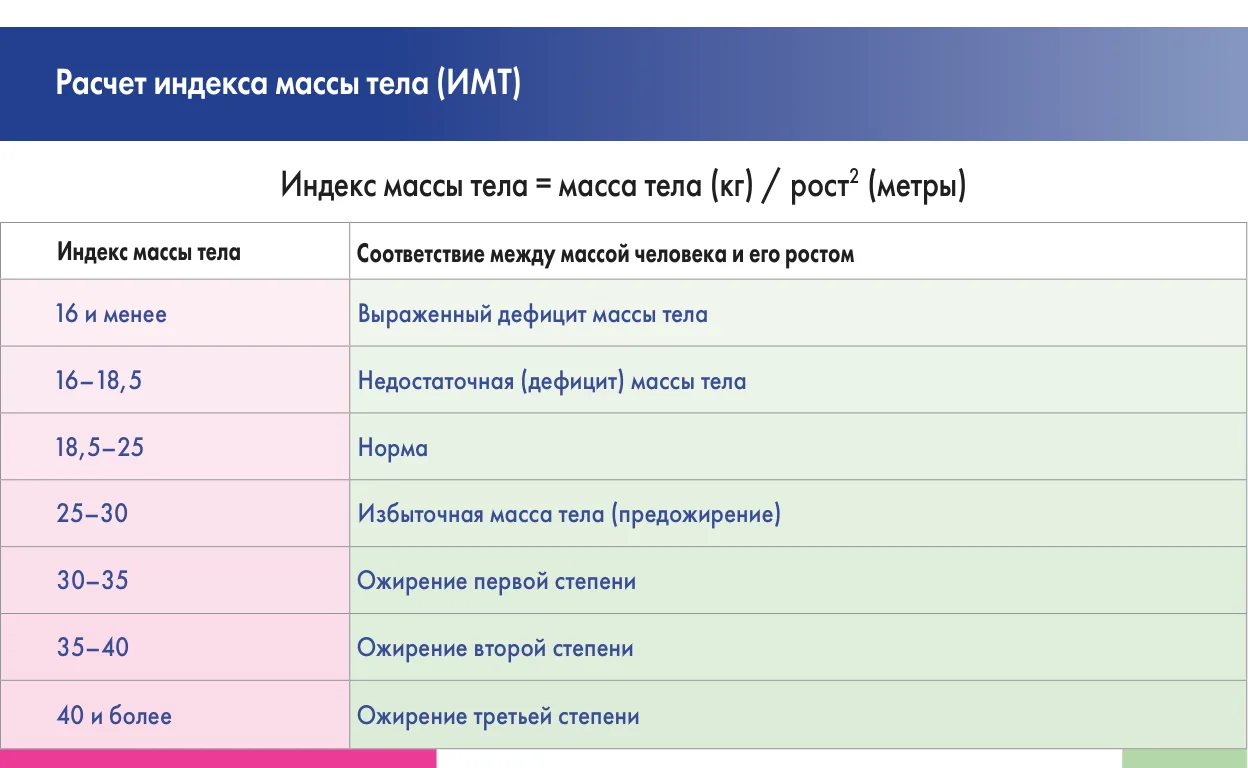 Расчет индекса массы тела (ИМТ)
Индекс массы тела = масса тела (кг) / рост² (метры)
Индекс массы тела Соответствие между массой человека и его ростом
16 и менее Выраженный дефицит массы тела
16–18,5 Недостаточная (дефицит) массы тела
18,5–25 Норма
25–30 Избыточная масса тела (предожирение)
30–35 Ожирение первой степени
35–40 Ожирение второй степени
40 и более Ожирение третьей степени